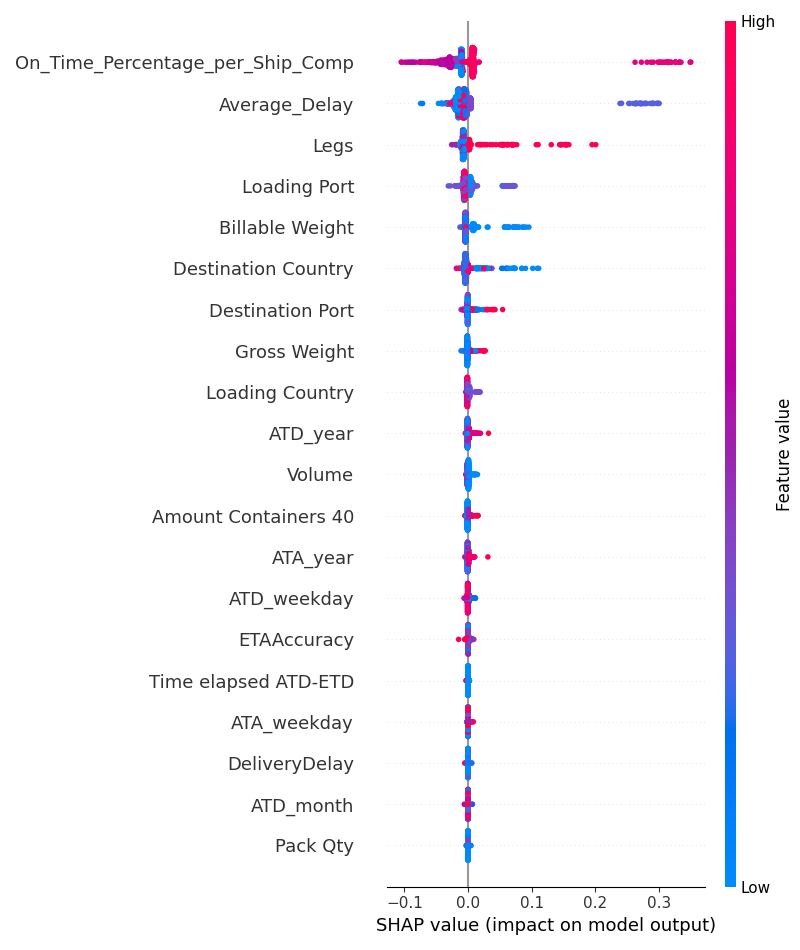 High
On_Time_Percentage_per_Ship_Comp
Average_Delay
Legs
Loading Port
Billable Weight
Destination Country
Destination Port
Gross Weight
Loading Country
ATD_year
Volume
Amount Containers 40
ATA_year
ATD_weekday
ETAAccuracy
Time elapsed ATD-ETD
ATA_weekday
DeliveryDelay
ATD_month
Pack Qty
Feature value
Low
−0.1 0.0 0.1 0.2 0.3
SHAP value (impact on model output)